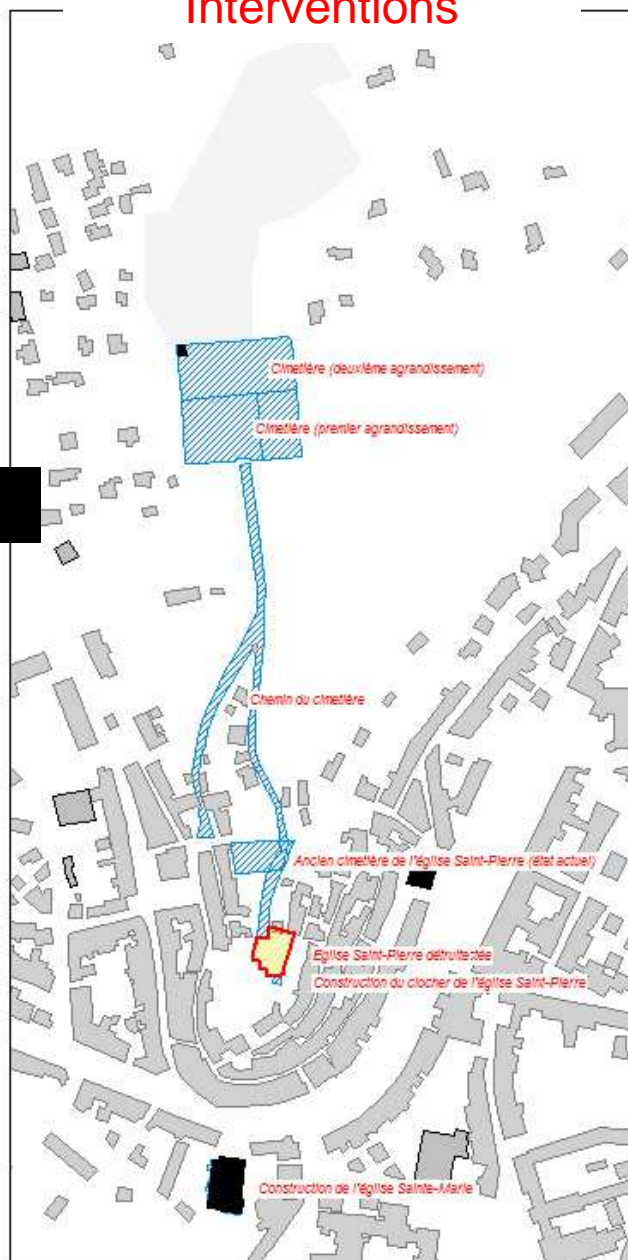 Interventions
Cimetière (deuxième agrandissement)
Cimetière (premier agrandissement)
Chemin du cimetière
Ancien cimetière de l'église Saint-Pierre (état actuel)
Eglise Saint-Pierre
Construction du clocher de l'église Saint-Pierre
Construction de l'église Sainte-Marie